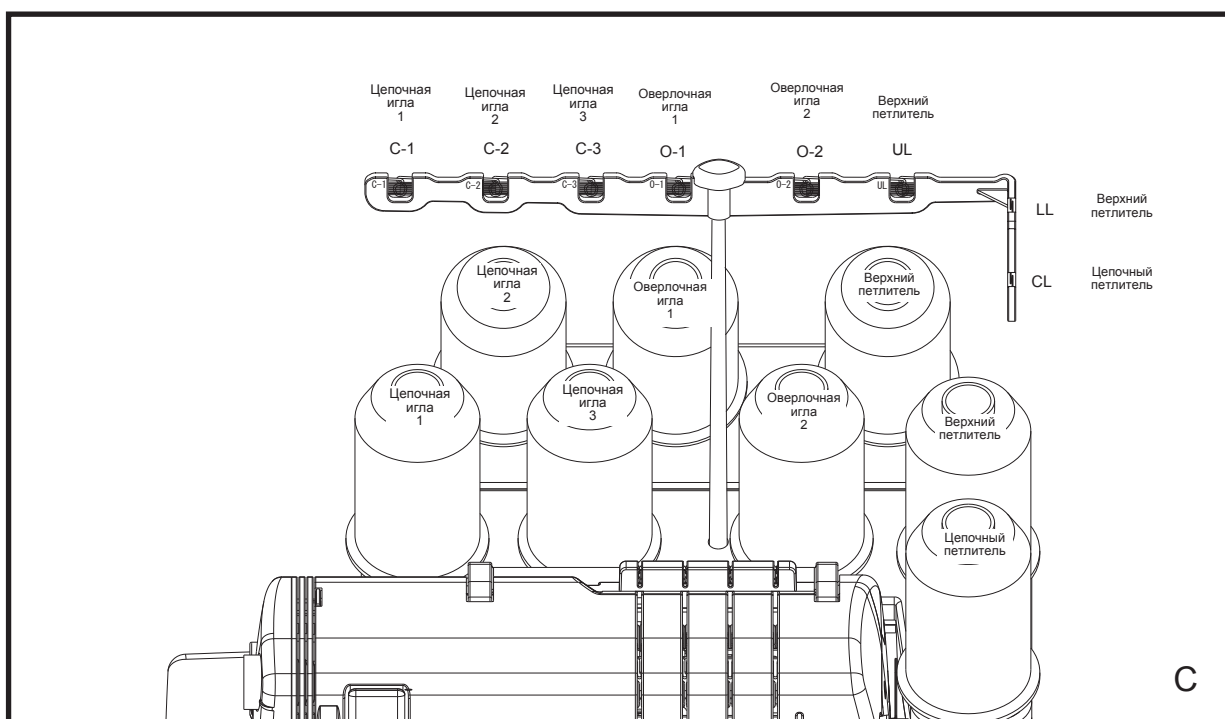 Цепочная
игла
1
Цепочная
игла
2
Цепочная
игла
3
Оверлочная
игла
1
Оверлочная
игла
2
Верхний
петлитель
C-1
C-2
C-3
O-1
O-2
UL
C-1
C-2
C-3
O-1
O-2
UL
LL
Верхний
петлитель
CL
Цепочный
петлитель
Цепочная
игла
2
Оверлочная
игла
1
Верхний
петлитель
Цепочная
игла
1
Цепочная
игла
3
Оверлочная
игла
2
Верхний
петлитель
Цепочный
петлитель
C